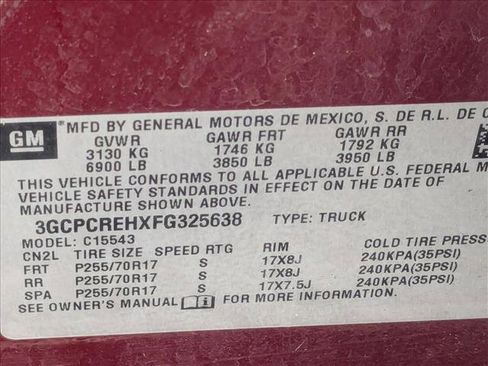 GM
MFD BY GENERAL MOTORS DE MEXICO, S. DE R.L. DE C
GVWR GAWR FRT GAWR RR
3130 KG 1746 KG 1792 KG
6900 LB 3850 LB 3950 LB
THIS VEHICLE CONFORMS TO ALL APPLICABLE U.S. FEDERAL M
VEHICLE SAFETY STANDARDS IN EFFECT ON THE DATE OF
MANUFACTURE SHOWN ABOVE.
3GCPCREHXFG325638 TYPE: TRUCK
MODEL: C15543
CN2L TIRE SIZE SPEED RTG RIM COLD TIRE PRESS
FRT P255/70R17 S 17X8J 240KPA(35PSI)
RR P255/70R17 S 17X8J 240KPA(35PSI)
SPA P255/70R17 S 17X7.5J 240KPA(35PSI)
SEE OWNER'S MANUAL